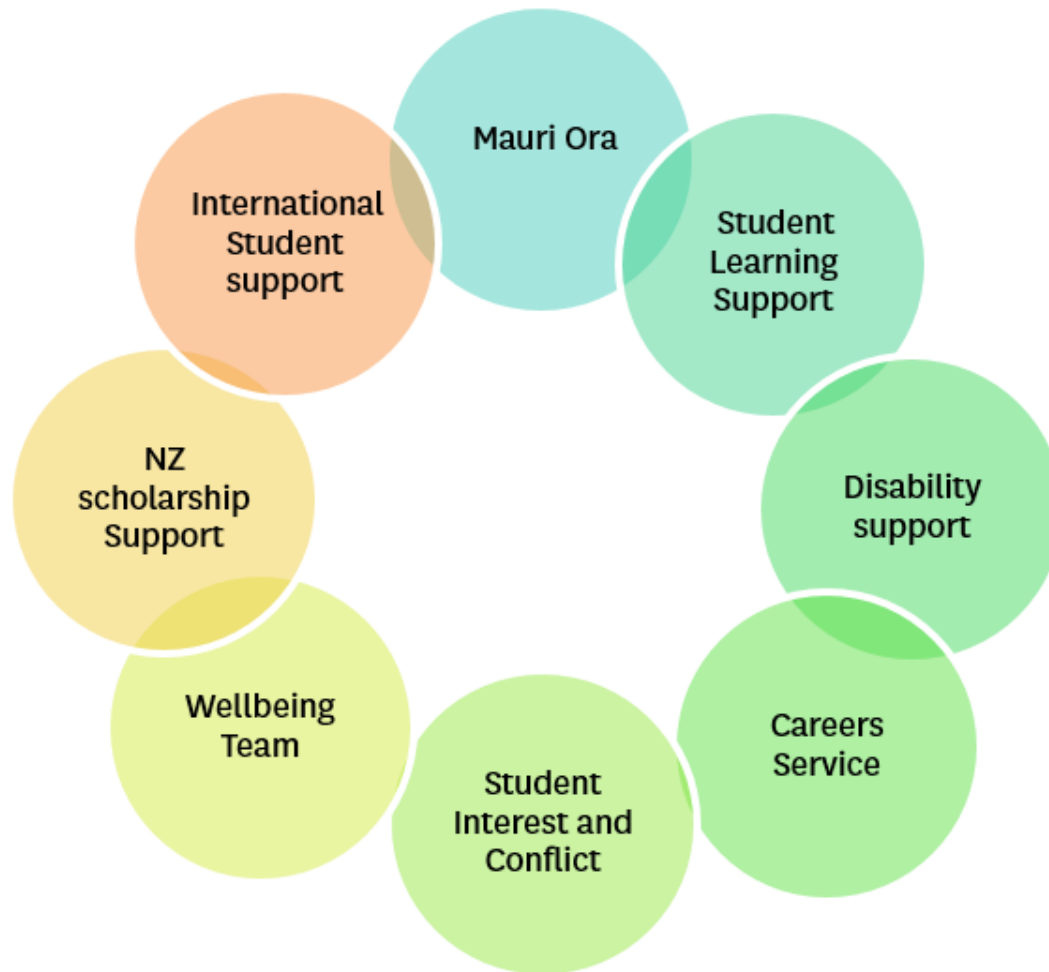 Mauri Ora
Student
Learning
Support
Disability
support
Careers
Service
Student
Interest and
Conflict
Wellbeing
Team
NZ
scholarship
Support
International
Student
support